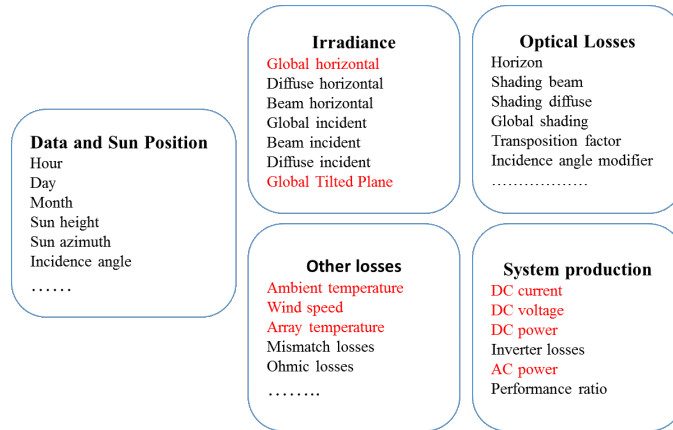 Data and Sun Position
Hour
Day
Month
Sun height
Sun azimuth
Incidence angle
……
Irradiance
Global horizontal
Diffuse horizontal
Beam horizontal
Global incident
Beam incident
Diffuse incident
Global Tilted Plane
Optical Losses
Horizon
Shading beam
Shading diffuse
Global shading
Transposition factor
Incidence angle modifier
………………
Other losses
Ambient temperature
Wind speed
Array temperature
Mismatch losses
Ohmic losses
……..
System production
DC current
DC voltage
DC power
Inverter losses
AC power
Performance ratio